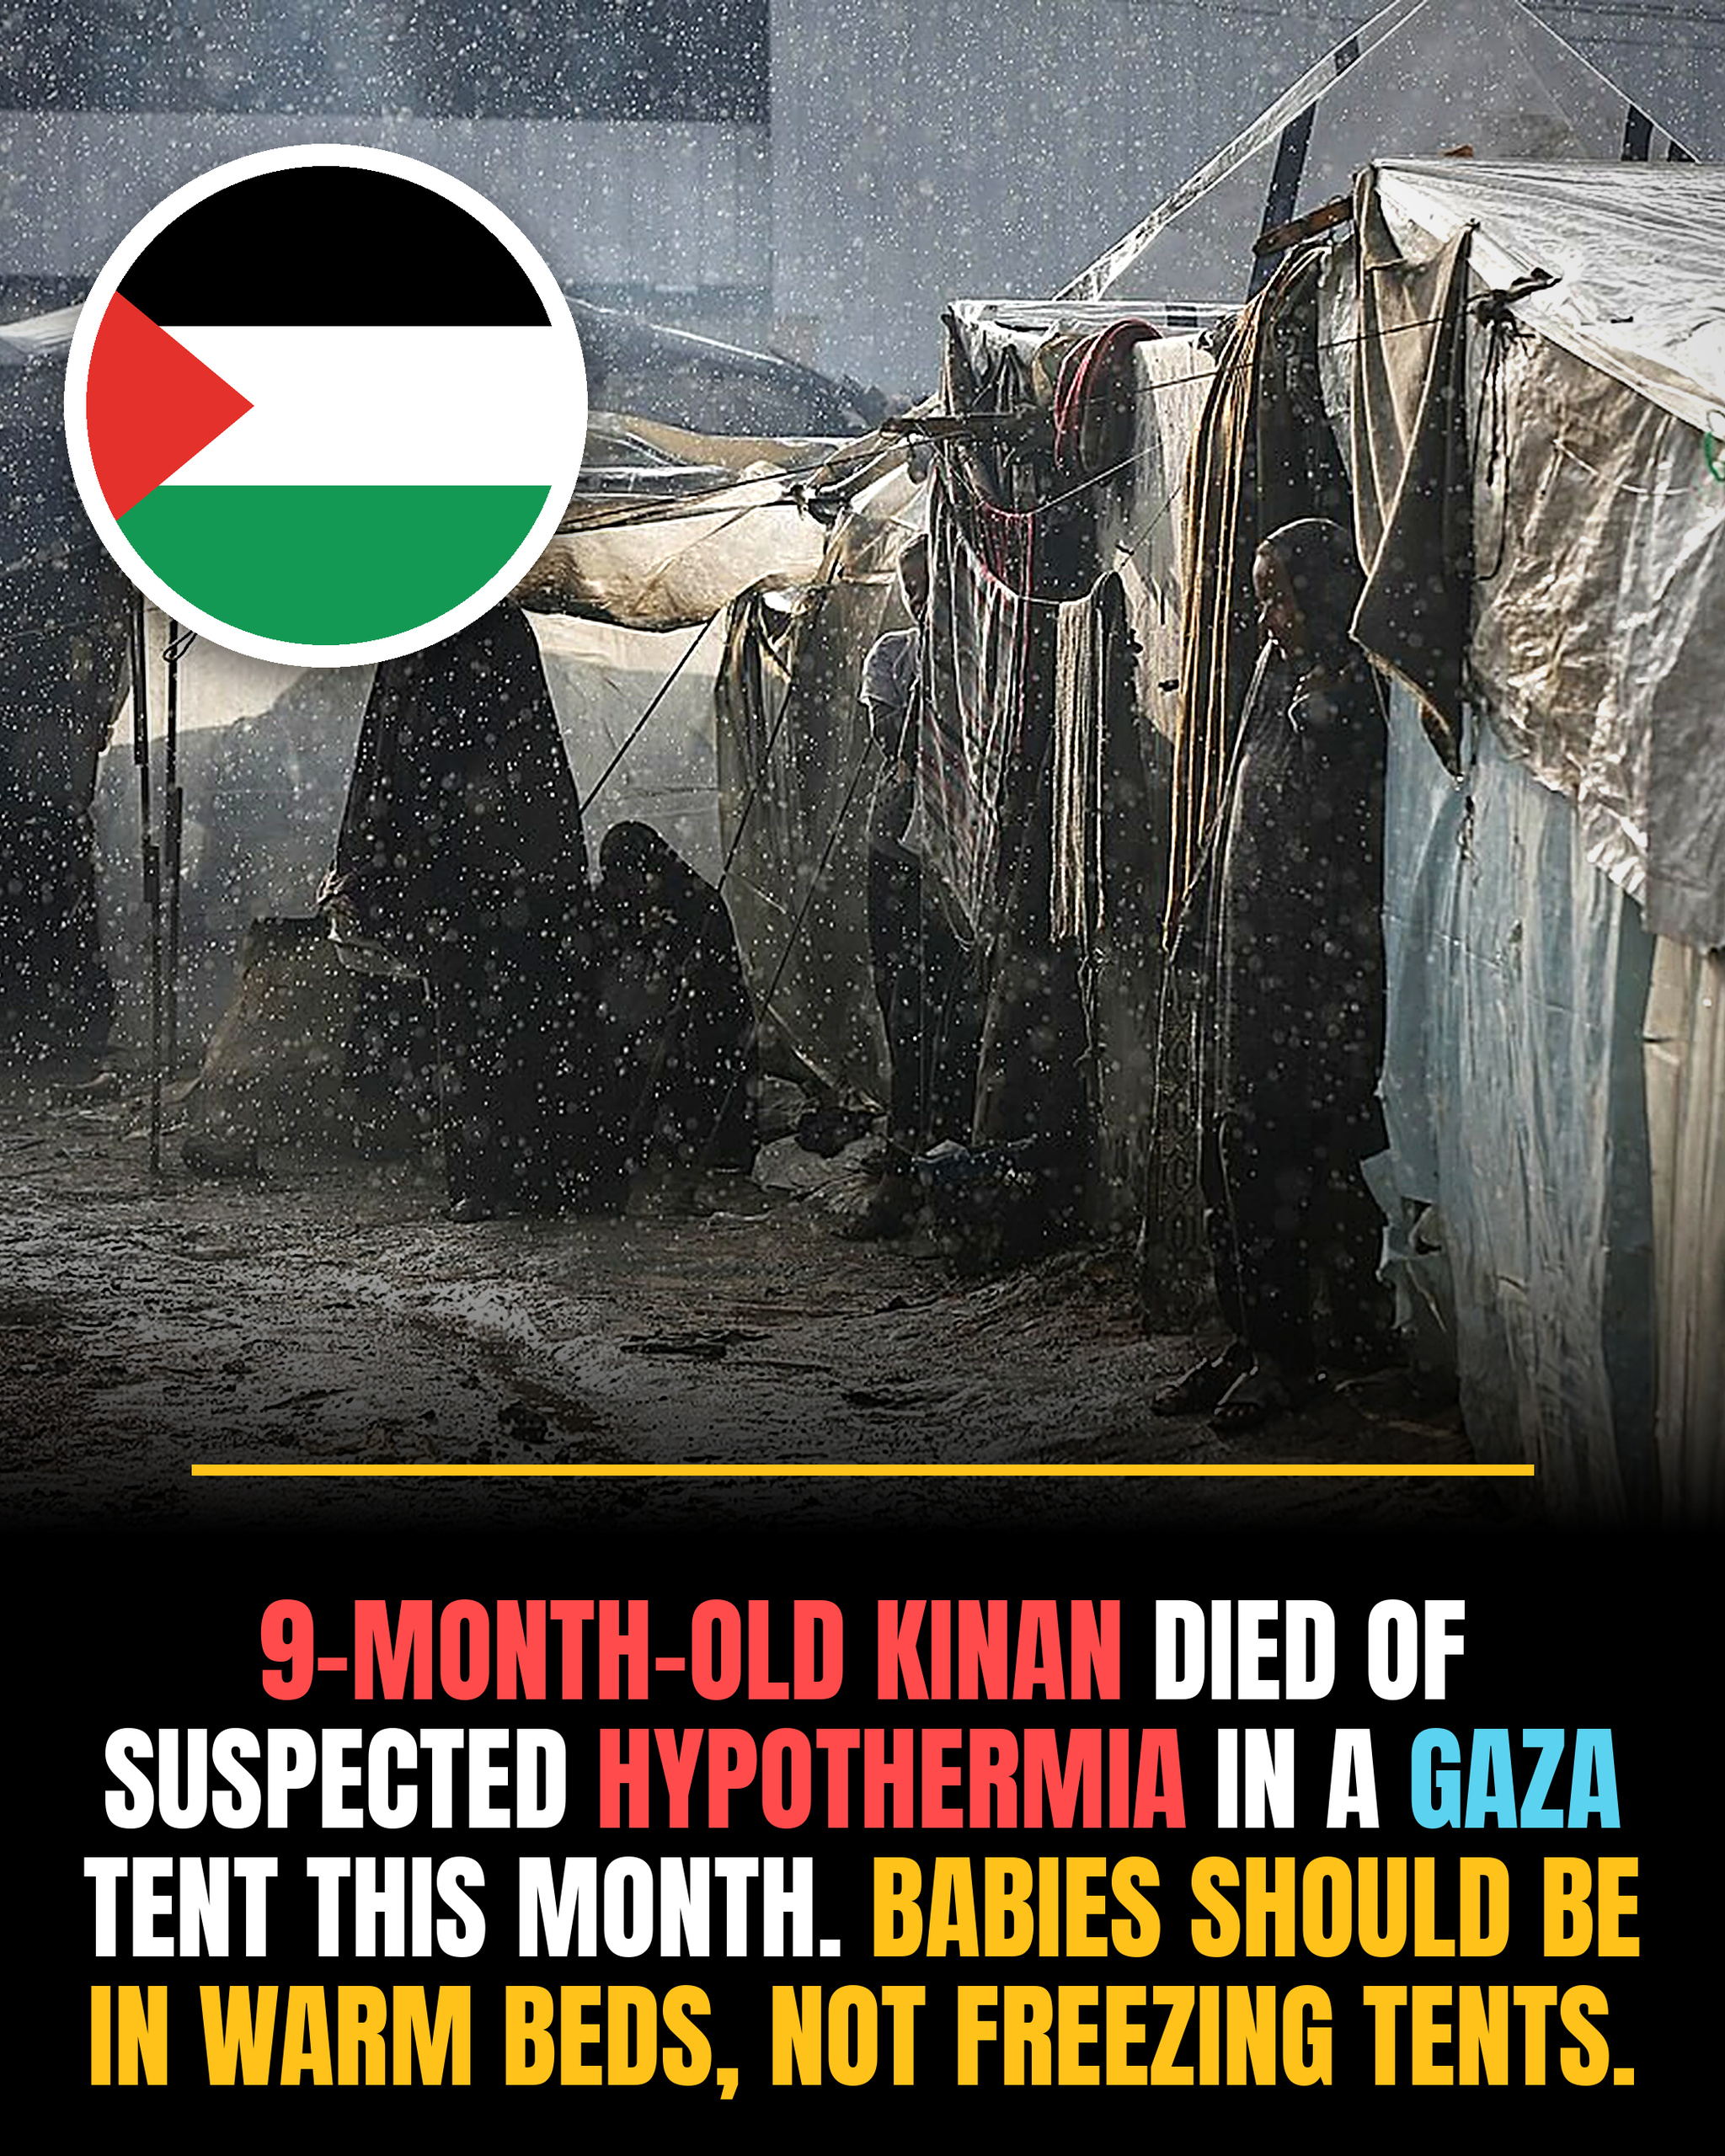 9-MONTH-OLD KINAN DIED OF
SUSPECTED HYPOTHERMIA IN A GAZA
TENT THIS MONTH. BABIES SHOULD BE
IN WARM BEDS, NOT FREEZING TENTS.